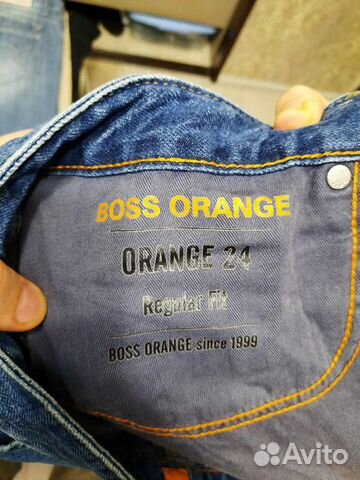 BOSS ORANGE
ORANGE 24
Regular Fit
BOSS ORANGE since 1999
Avito